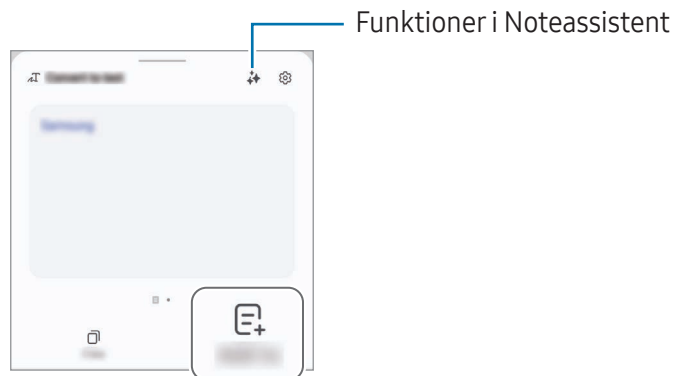 Funktioner i Noteassistent
Convert to text
Samsung